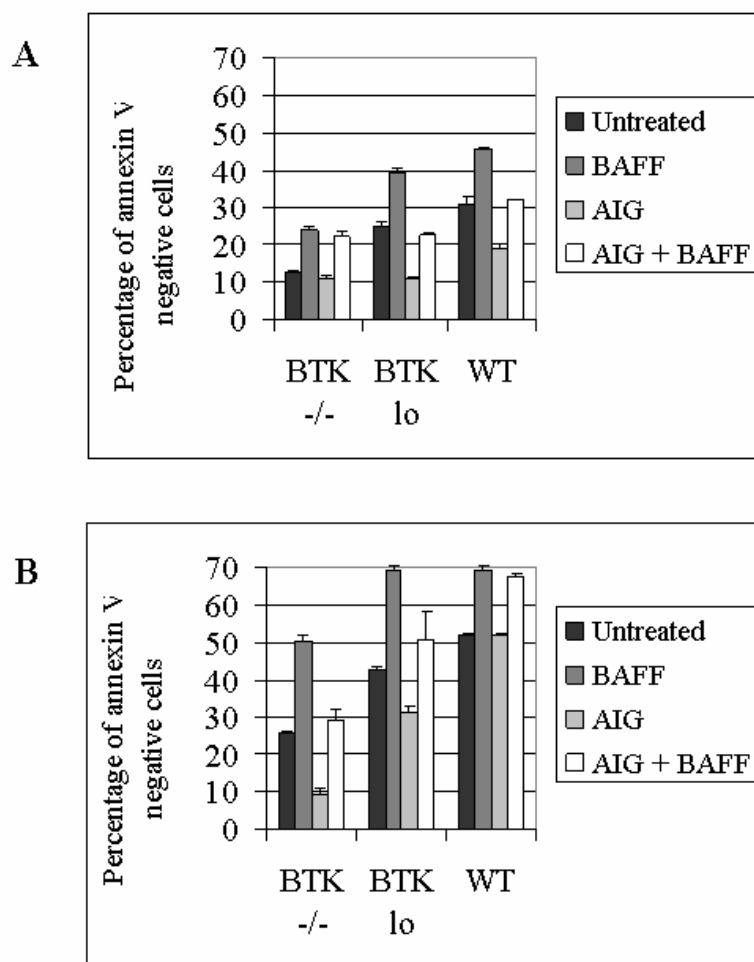 A
Percentage of annexin V
negative cells
70
60
50
40
30
20
10
0
BTK
-/-
BTK
lo
WT
Untreated
BAFF
AIG
AIG + BAFF
B
Percentage of annexin V
negative cells
70
60
50
40
30
20
10
0
BTK
-/-
BTK
lo
WT
Untreated
BAFF
AIG
AIG + BAFF